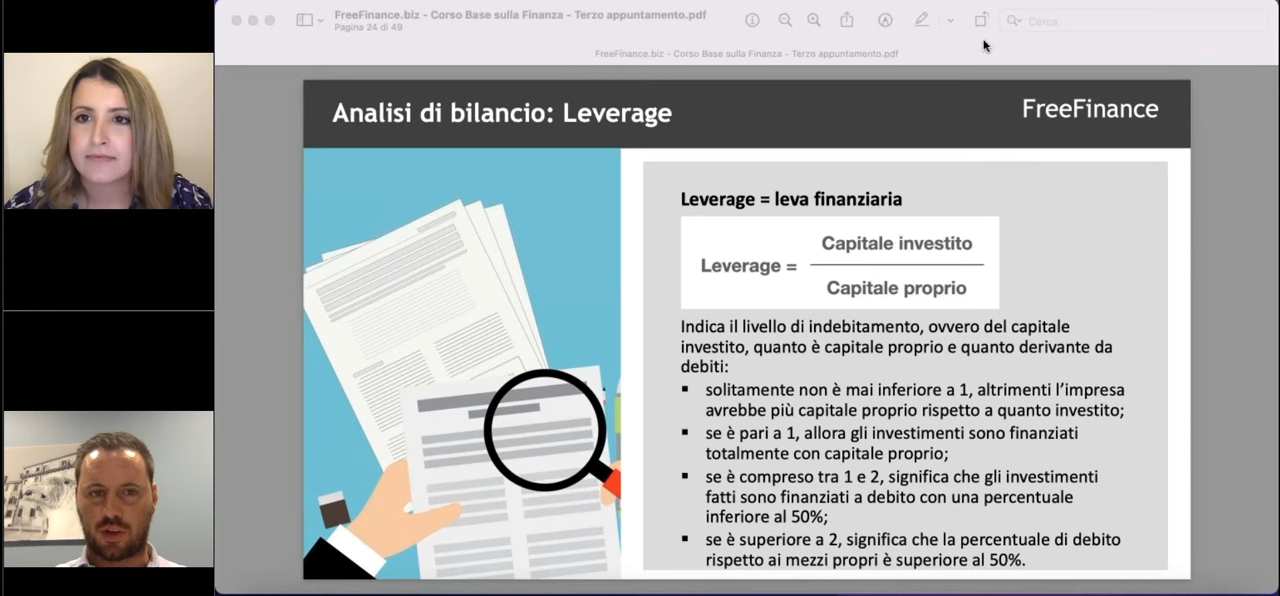 FreeFinance.biz - Corso Base sulla Finanza - Terzo appuntamento.pdf
Pagina 24 di 49
Cerca
FreeFinance.biz - Corso Base sulla Finanza - Terzo appuntamento.pdf
Analisi di bilancio: Leverage
FreeFinance
Leverage = leva finanziaria
Leverage =
Capitale investito
Capitale proprio
Indica il livello di indebitamento, ovvero del capitale
investito, quanto è capitale proprio e quanto derivante da
debiti:
▪ solitamente non è mai inferiore a 1, altrimenti l’impresa
avrebbe più capitale proprio rispetto a quanto investito;
▪ se è pari a 1, allora gli investimenti sono finanziati
totalmente con capitale proprio;
▪ se è compreso tra 1 e 2, significa che gli investimenti
fatti sono finanziati a debito con una percentuale
inferiore al 50%;
▪ se è superiore a 2, significa che la percentuale di debito
rispetto ai mezzi propri è superiore al 50%.